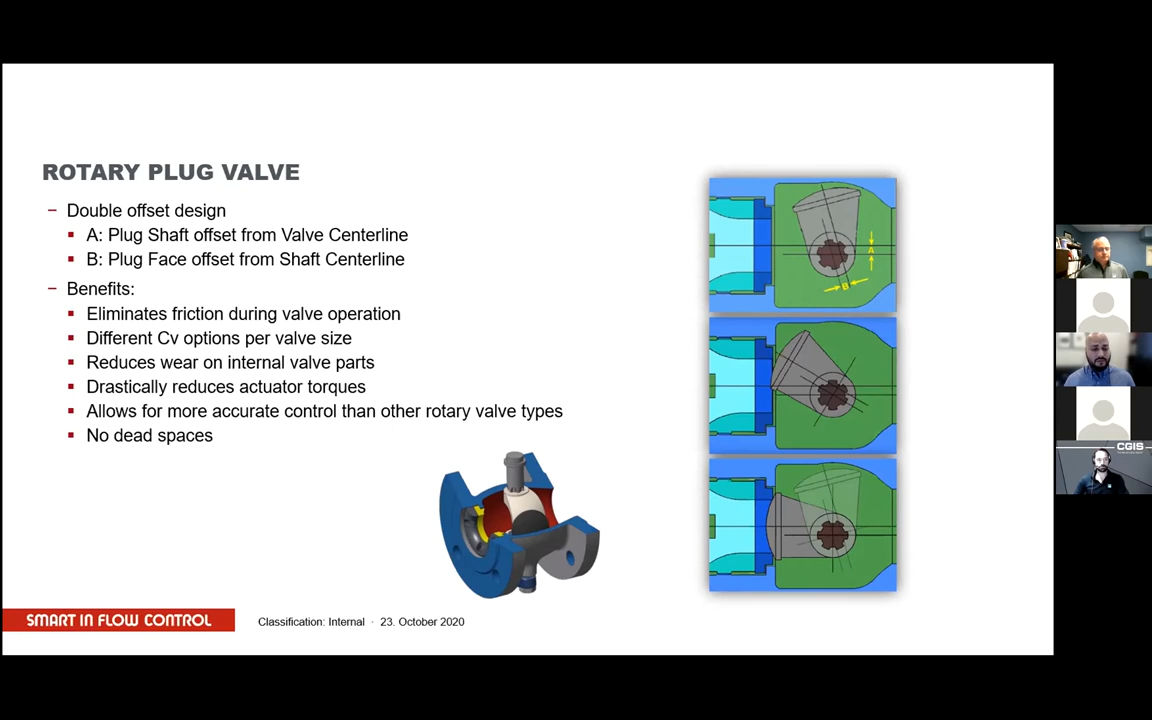 ROTARY PLUG VALVE
– Double offset design
▪ A: Plug Shaft offset from Valve Centerline
▪ B: Plug Face offset from Shaft Centerline
– Benefits:
▪ Eliminates friction during valve operation
▪ Different Cv options per valve size
▪ Reduces wear on internal valve parts
▪ Drastically reduces actuator torques
▪ Allows for more accurate control than other rotary valve types
▪ No dead spaces
A
B
SMART IN FLOW CONTROL
Classification: Internal · 23. October 2020
CGIS